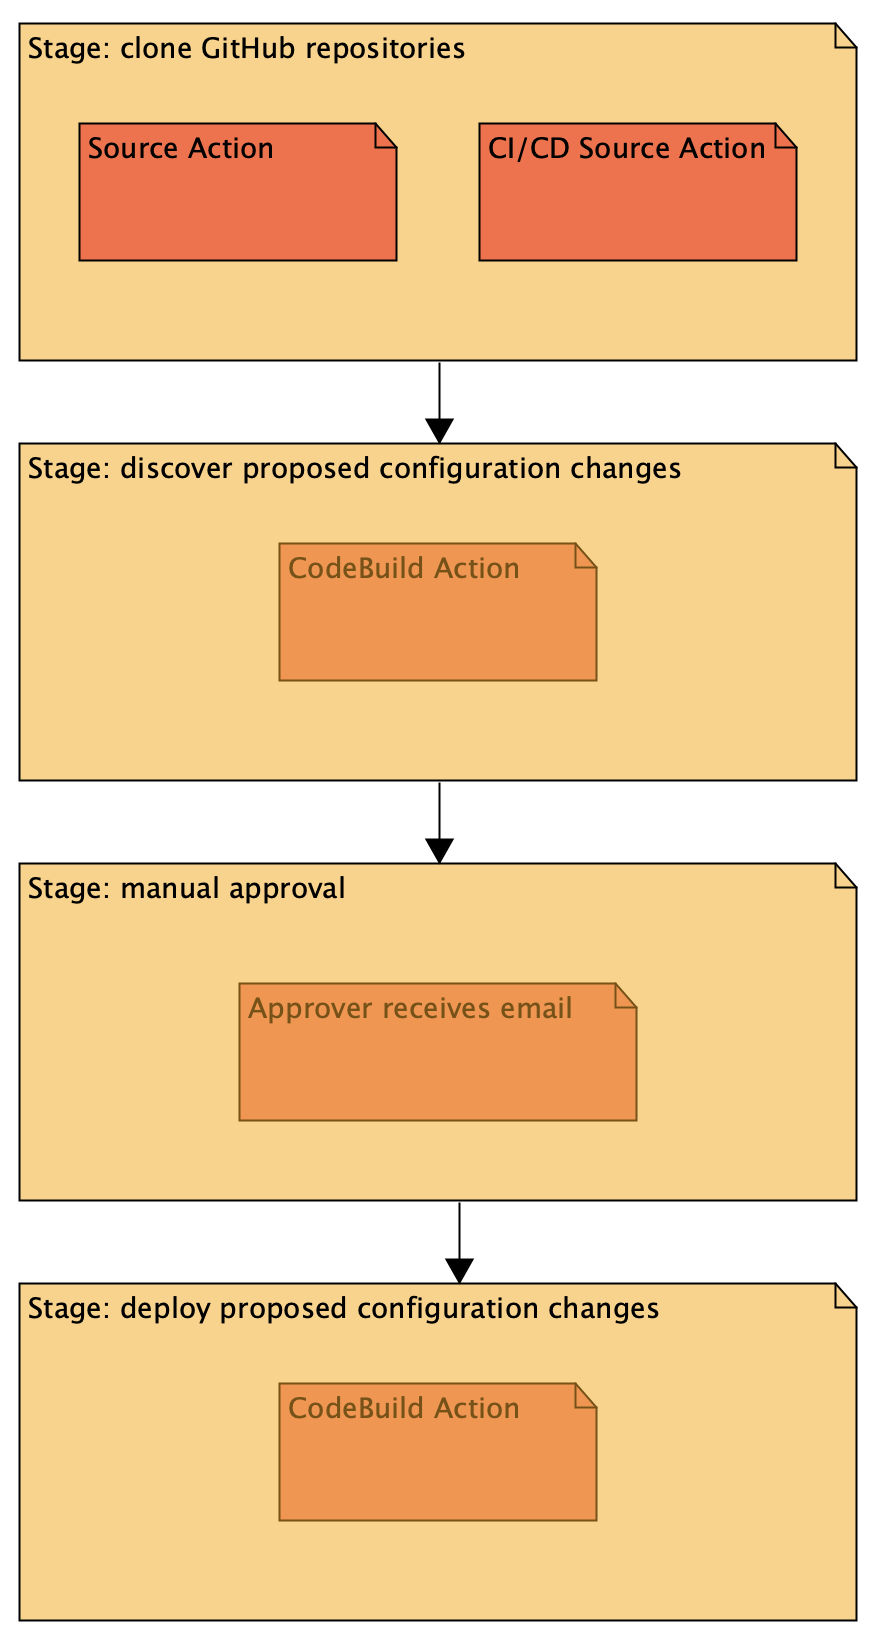 Stage: clone GitHub repositories
Source Action
CI/CD Source Action
Stage: discover proposed configuration changes
CodeBuild Action
Stage: manual approval
Approver receives email
Stage: deploy proposed configuration changes
CodeBuild Action